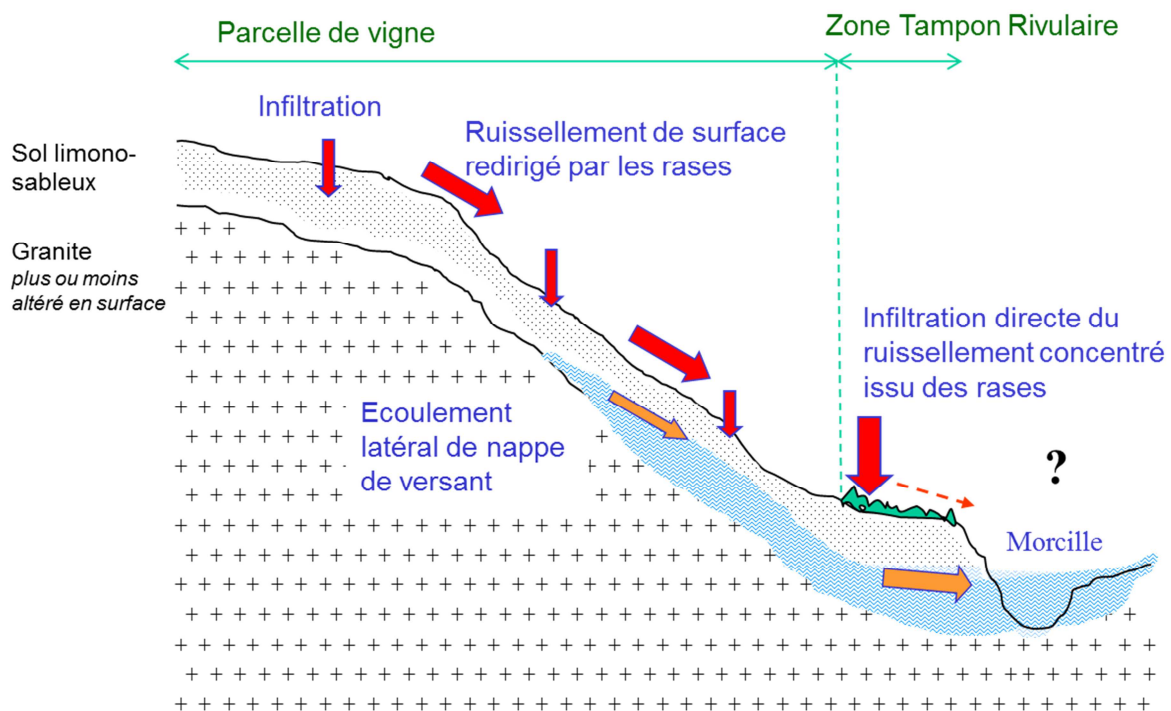 Parcelle de vigne
Zone Tampon Rivulaire
Infiltration
Ruissellement de surface
redirigé par les rases
Sol limono-
sableux
Granite
plus ou moins
altéré en surface
Infiltration directe du
ruissellement concentré
issu des rases
Ecoulement
latéral de nappe
de versant
?
Morcille